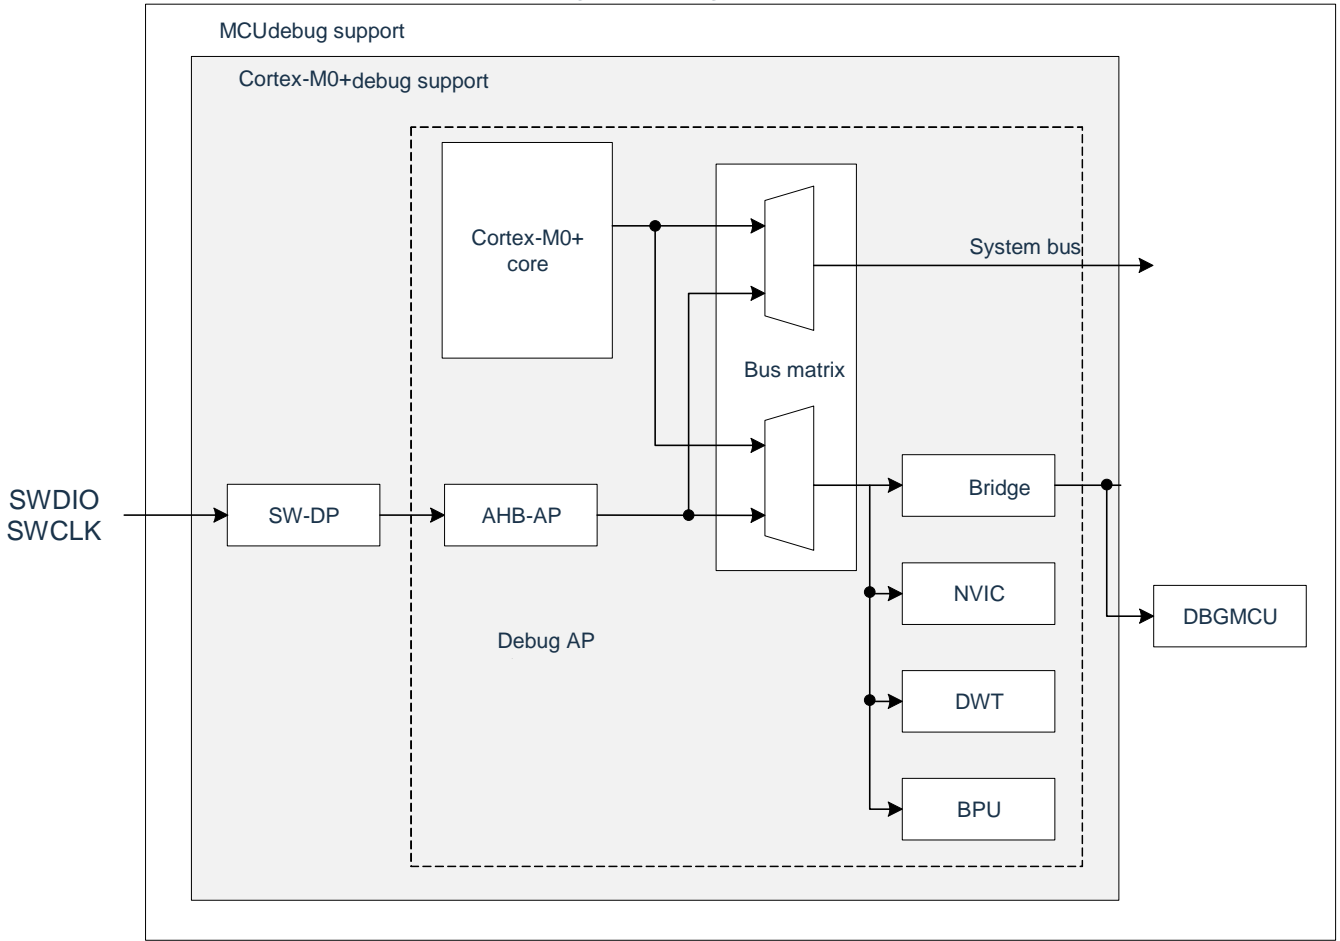 MCUdebug support
Cortex-M0+debug support
Cortex-M0+
core
System bus
Bus matrix
SWDIO
SWCLK
SW-DP
AHB-AP
Bridge
NVIC
DBGMCU
Debug AP
DWT
BPU